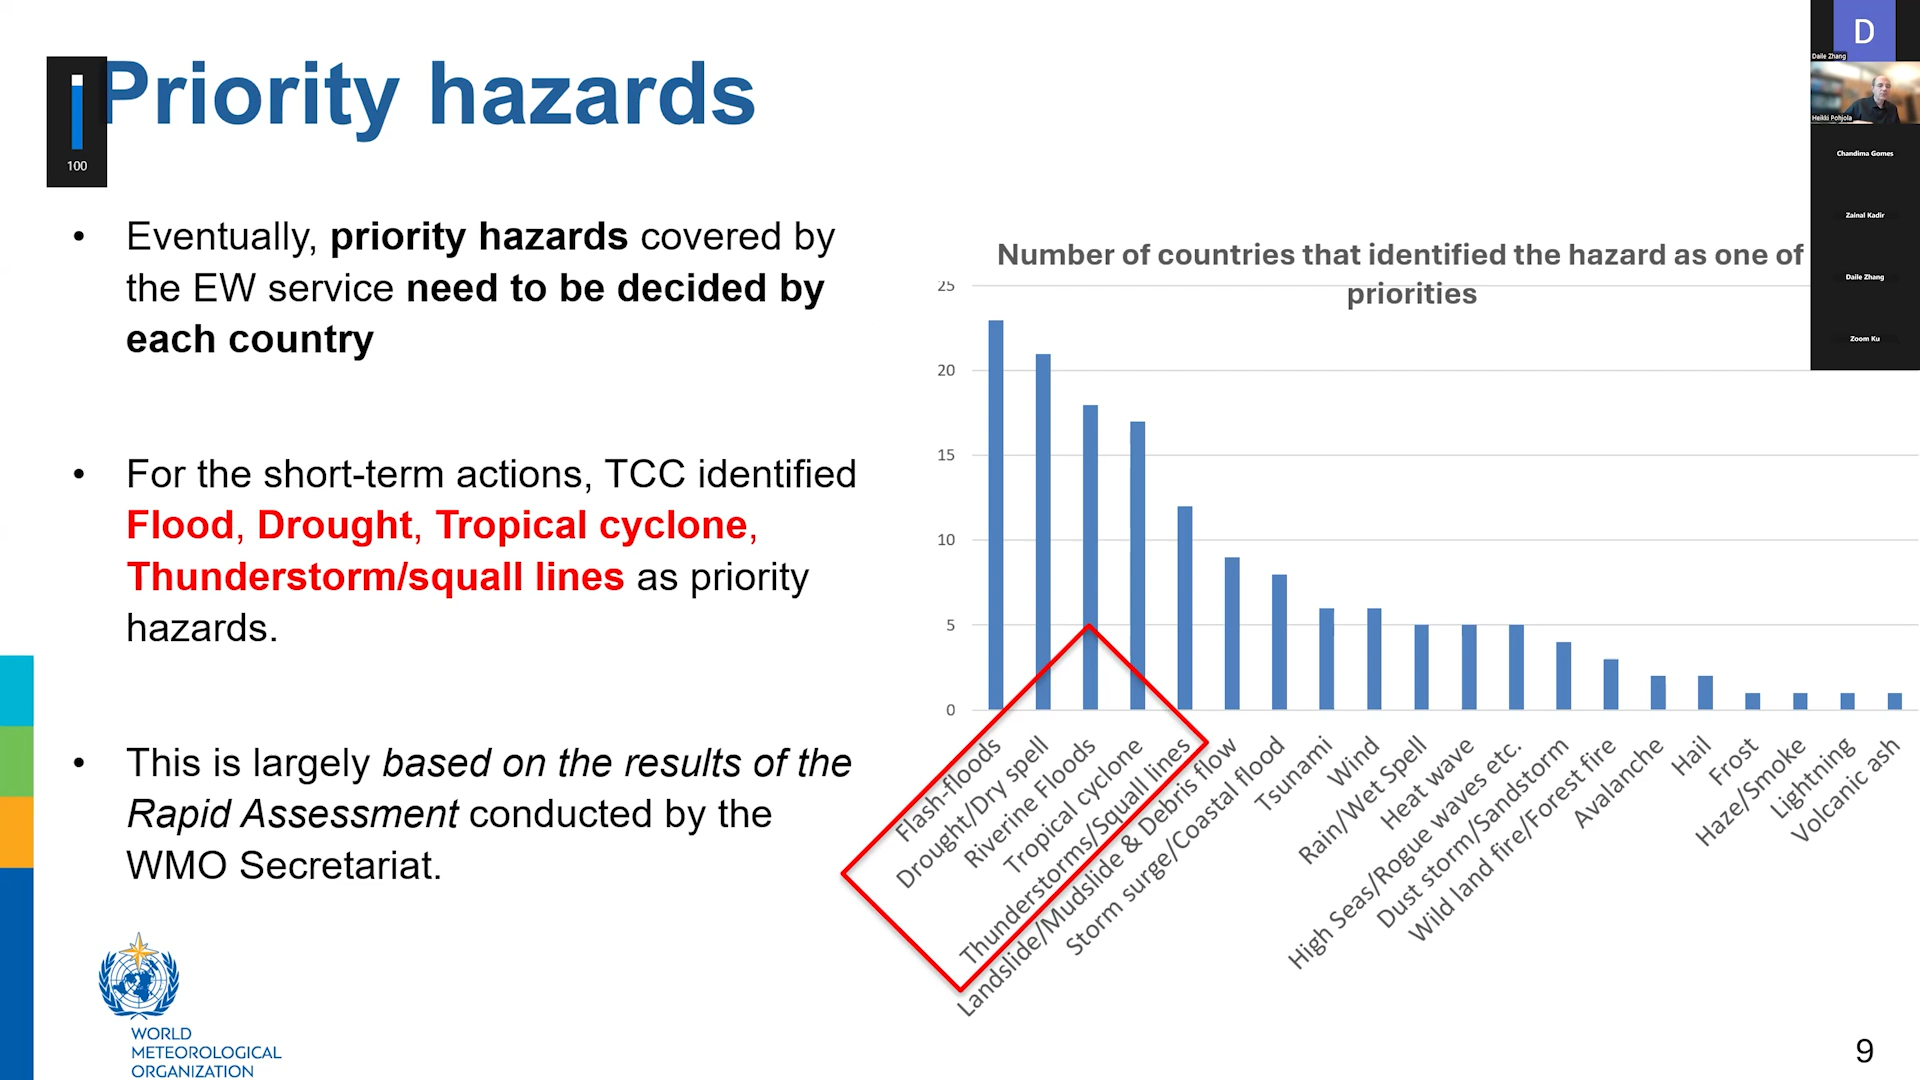 Priority hazards
100
• Eventually, priority hazards covered by
the EW service need to be decided by
each country
• For the short-term actions, TCC identified
Flood, Drought, Tropical cyclone,
Thunderstorm/squall lines as priority
hazards.
• This is largely based on the results of the
Rapid Assessment conducted by the
WMO Secretariat.
WORLD
METEOROLOGICAL
ORGANIZATION
Number of countries that identified the hazard as one of
priorities
25
20
15
10
5
0
Flash-floods
Drought/Dry spell
Riverine Floods
Tropical cyclone
Thunderstorms/Squall lines
Landslide/Mudslide & Debris flow
Storm surge/Coastal flood
Tsunami
Wind
Rain/Wet Spell
Heat wave
High Seas/Rogue waves etc.
Dust storm/Sandstorm
Wild land fire/Forest fire
Avalanche
Hail
Frost
Haze/Smoke
Lightning
Volcanic ash
D
Daile Zhang
Heikki Pohjola
Chandima Gomes
Zainal Kadir
Daile Zhang
Zoom Ku
9